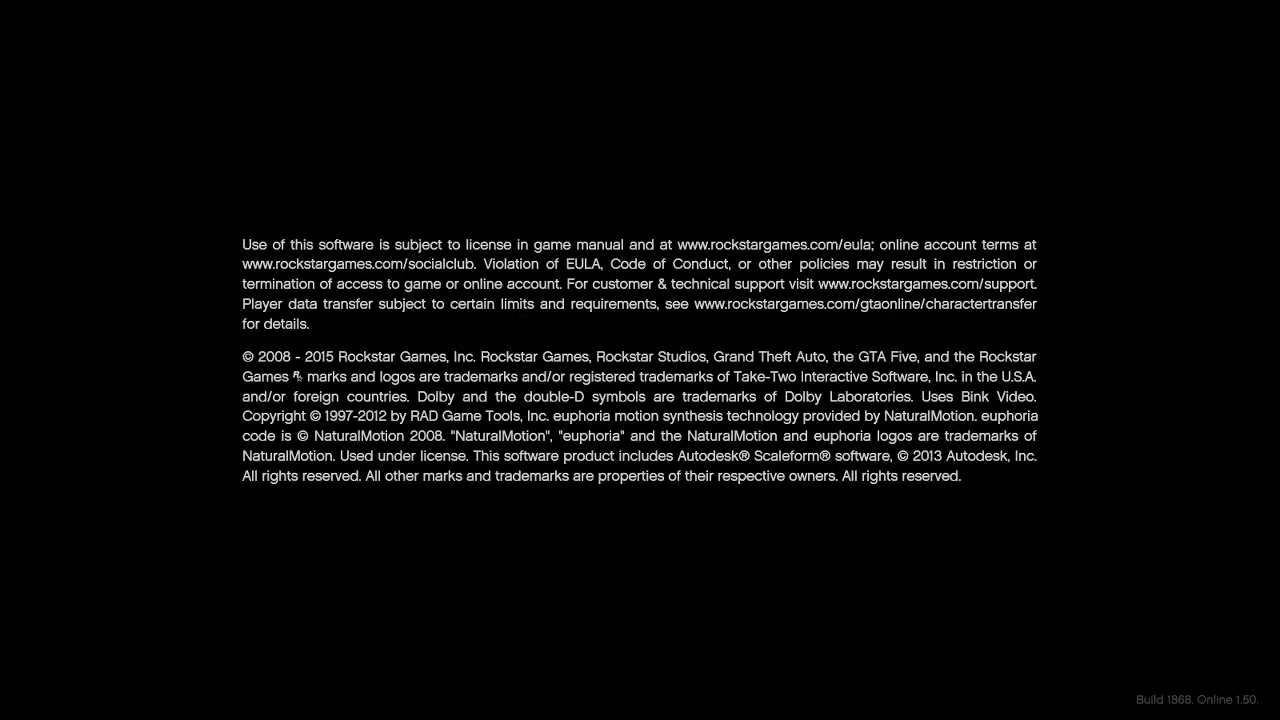 Use of this software is subject to license in game manual and at www.rockstargames.com/eula; online account terms at
www.rockstargames.com/socialclub. Violation of EULA, Code of Conduct, or other policies may result in restriction or
termination of access to game or online account. For customer & technical support visit www.rockstargames.com/support.
Player data transfer subject to certain limits and requirements, see www.rockstargames.com/gtaonline/charactertransfer
for details.
© 2008 - 2015 Rockstar Games, Inc. Rockstar Games, Rockstar Studios, Grand Theft Auto, the GTA Five, and the Rockstar
Games R* marks and logos are trademarks and/or registered trademarks of Take-Two Interactive Software, Inc. in the U.S.A.
and/or foreign countries. Dolby and the double-D symbols are trademarks of Dolby Laboratories. Uses Bink Video.
Copyright © 1997-2012 by RAD Game Tools, Inc. euphoria motion synthesis technology provided by NaturalMotion. euphoria
code is © NaturalMotion 2008. "NaturalMotion", "euphoria" and the NaturalMotion and euphoria logos are trademarks of
NaturalMotion. Used under license. This software product includes Autodesk® Scaleform® software, © 2013 Autodesk, Inc.
All rights reserved. All other marks and trademarks are properties of their respective owners. All rights reserved.
Build 1868. Online 1.50.